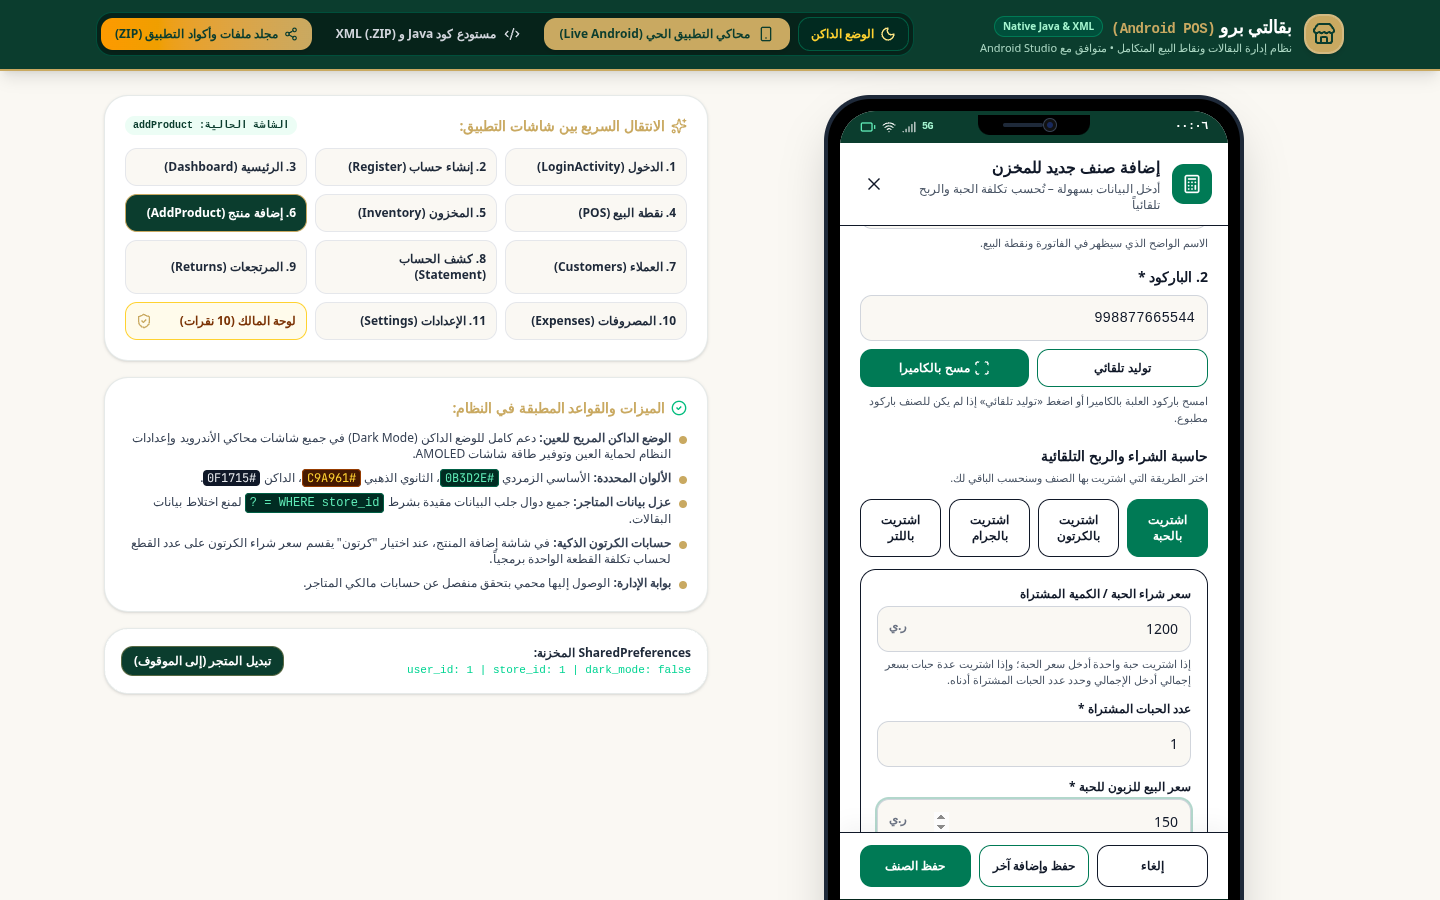 بقالتي برو (Android POS) Native Java & XML
نظام إدارة البقالات ونقاط البيع المتكامل • متوافق مع Android Studio
الوضع الداكن
محاكي التطبيق الحي (Live Android)
مستودع كود Java و XML (.ZIP)
مجلد ملفات وأكواد التطبيق (ZIP)
٠٠:٠٦
5G
إضافة صنف جديد للمخزن
أدخل البيانات بسهولة – تُحسب تكلفة الحبة والربح
تلقائياً
الاسم الواضح الذي سيظهر في الفاتورة ونقطة البيع.
2. الباركود *
998877665544
توليد تلقائي
مسح بالكاميرا
امسح باركود العلبة بالكاميرا أو اضغط «توليد تلقائي» إذا لم يكن للصنف باركود
مطبوع.
حاسبة الشراء والربح التلقائية
اختر الطريقة التي اشتريت بها الصنف وسنحسب الباقي لك.
اشتريت
بالحبة
اشتريت
بالكرتون
اشتريت
بالجرام
اشتريت
باللتر
سعر شراء الحبة / الكمية المشتراة
1200
ر.ي
إذا اشتريت حبة واحدة أدخل سعر الحبة؛ وإذا اشتريت عدة حبات بسعر
إجمالي أدخل الإجمالي وحدد عدد الحبات المشتراة أدناه.
عدد الحبات المشتراة *
1
سعر البيع للزبون للحبة *
150
ر.ي
إلغاء
حفظ وإضافة آخر
حفظ الصنف
الانتقال السريع بين شاشات التطبيق:
الشاشة الحالية: addProduct
1. الدخول (LoginActivity)
2. إنشاء حساب (Register)
3. الرئيسية (Dashboard)
4. نقطة البيع (POS)
5. المخزون (Inventory)
6. إضافة منتج (AddProduct)
7. العملاء (Customers)
8. كشف الحساب
(Statement)
9. المرتجعات (Returns)
10. المصروفات (Expenses)
11. الإعدادات (Settings)
لوحة المالك (10 نقرات)
الميزات والقواعد المطبقة في النظام:
الوضع الداكن المريح للعين: دعم كامل للوضع الداكن (Dark Mode) في جميع شاشات محاكي الأندرويد وإعدادات
النظام لحماية العين وتوفير طاقة شاشات AMOLED.
الألوان المحددة: الأساسي الزمردي #0B3D2E، الثانوي الذهبي #C9A961، الداكن #0F1715.
عزل بيانات المتاجر: جميع دوال جلب البيانات مقيدة بشرط WHERE store_id = ? لمنع اختلاط بيانات
البقالات.
حسابات الكرتون الذكية: في شاشة إضافة المنتج، عند اختيار "كرتون" يقسم سعر شراء الكرتون على عدد القطع
لحساب تكلفة القطعة الواحدة برمجياً.
بوابة الإدارة: الوصول إليها محمي بتحقق منفصل عن حسابات مالكي المتاجر.
SharedPreferences المخزنة:
user_id: 1 | store_id: 1 | dark_mode: false
تبديل المتجر (إلى الموقوف)